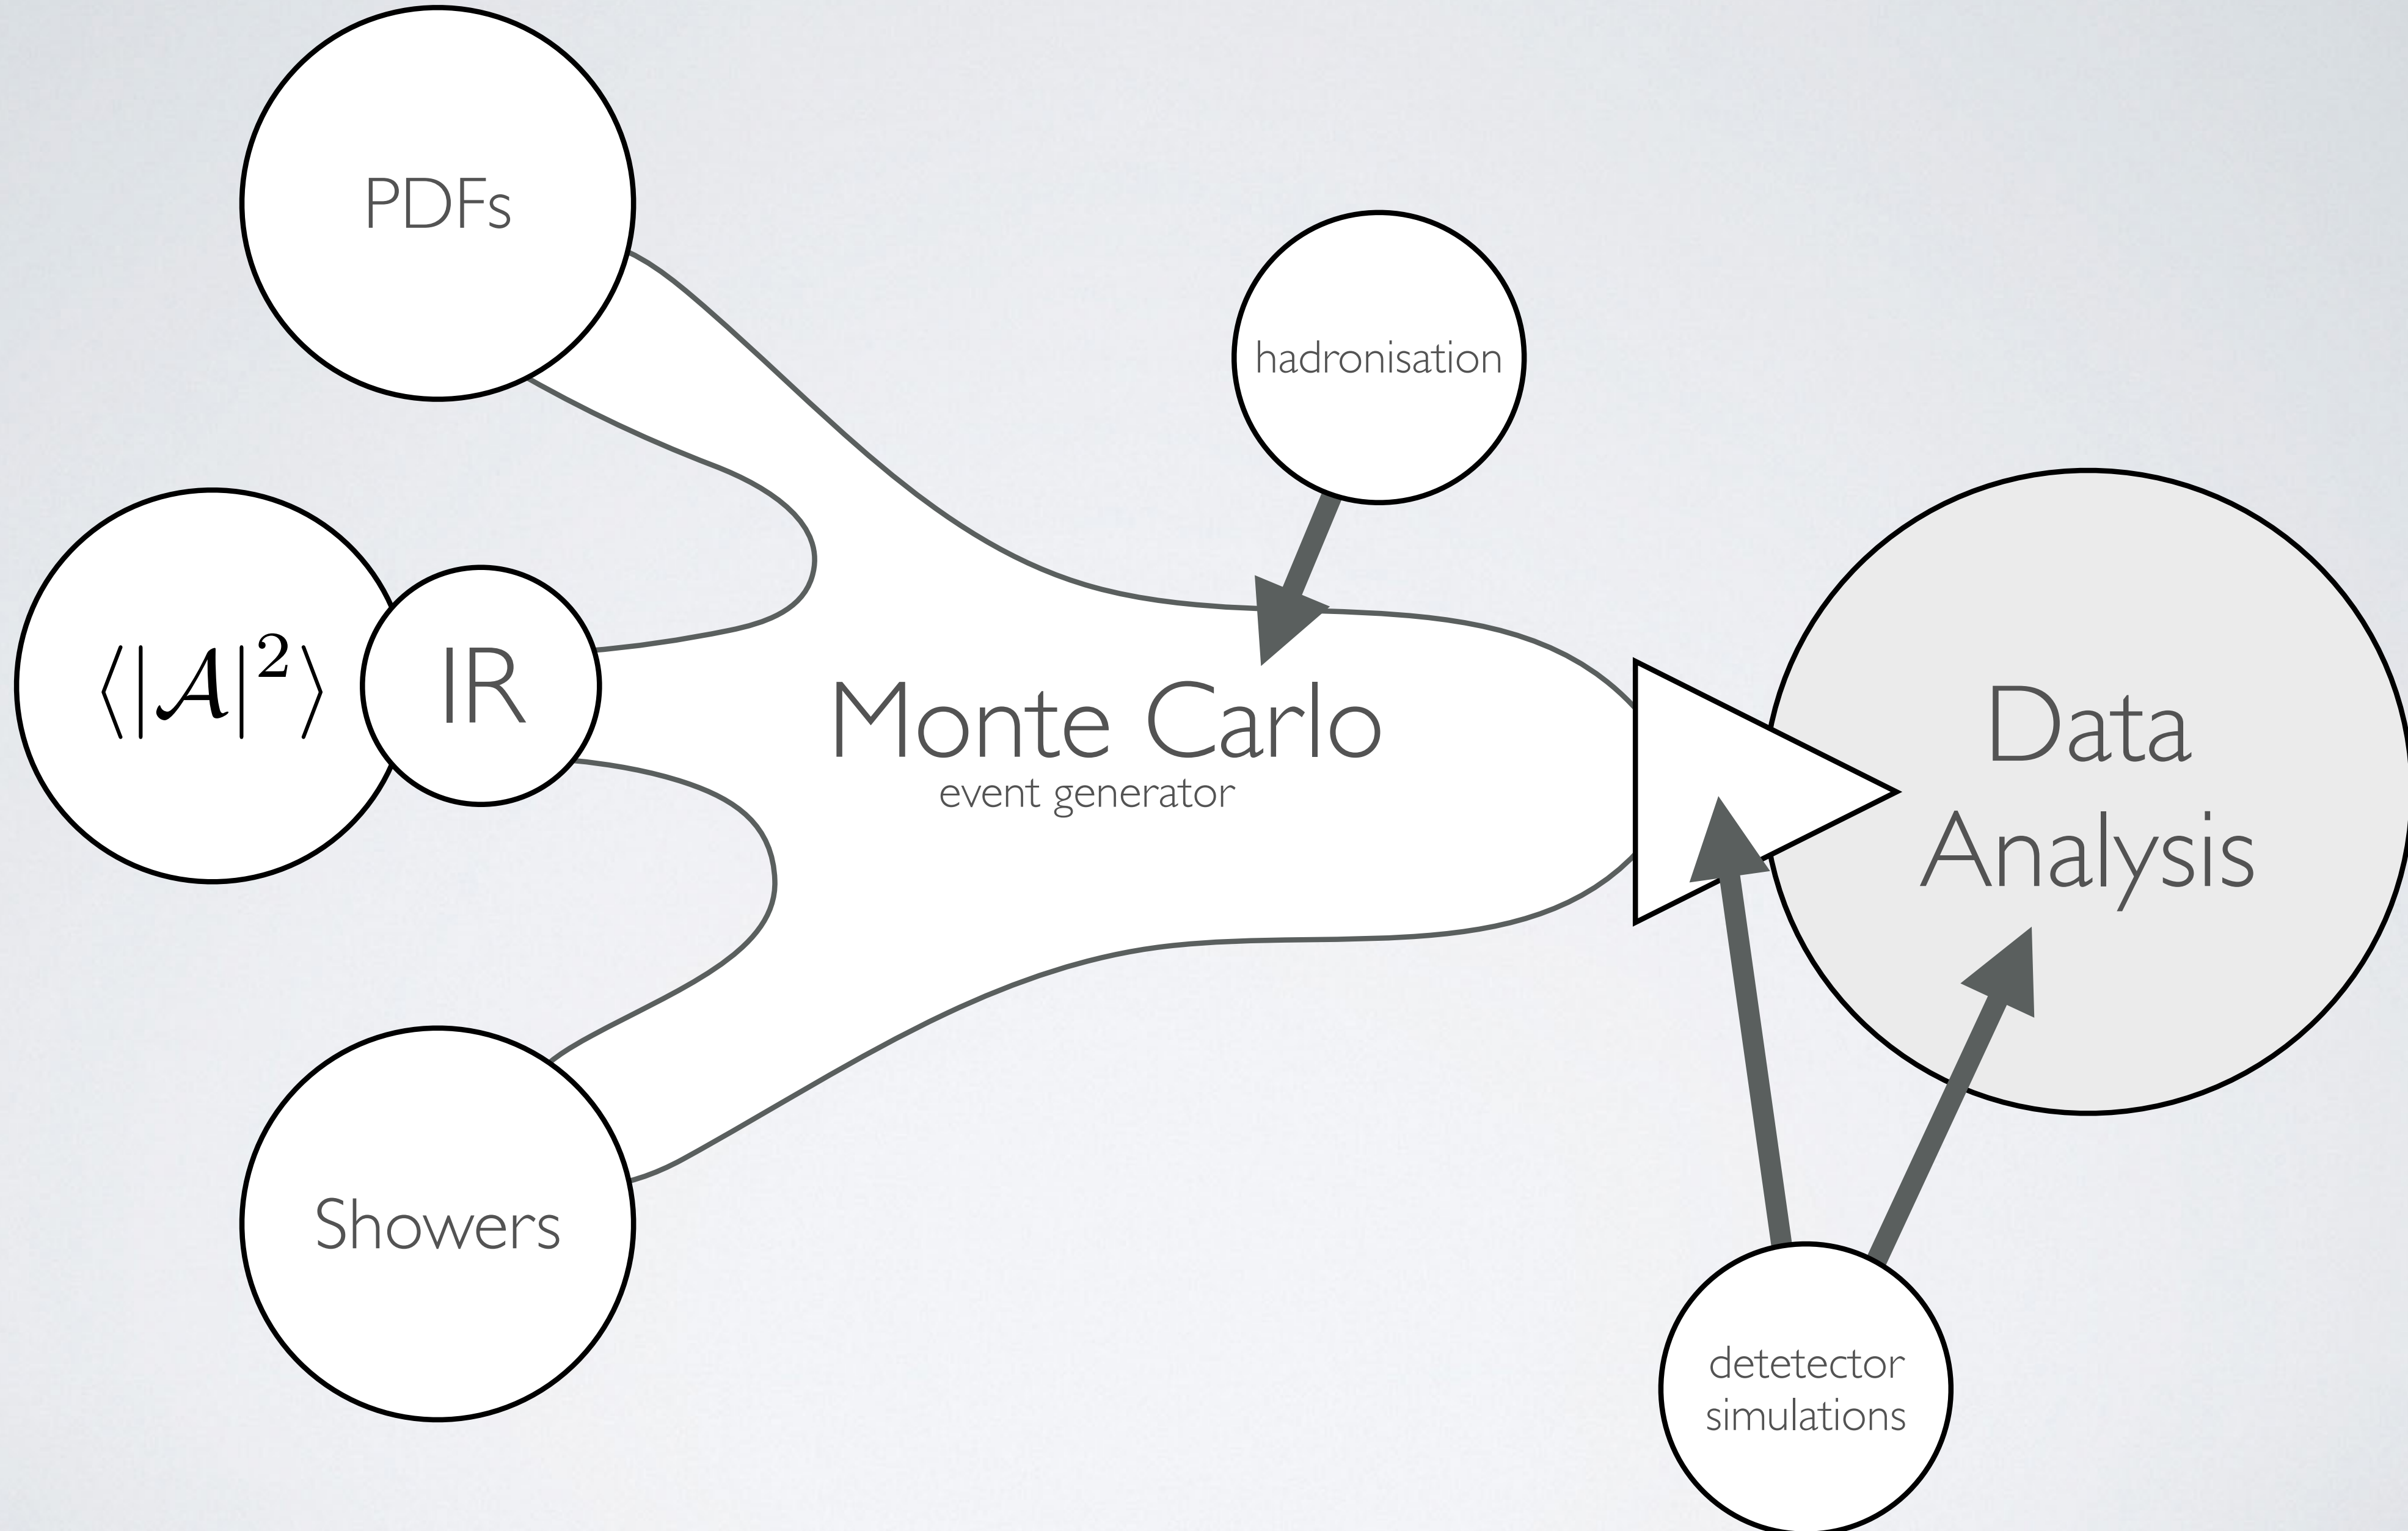 PDFs
hadronisation
⟨|𝒜|²⟩
IR
Monte Carlo
event generator
Data
Analysis
Showers
detetector
simulations